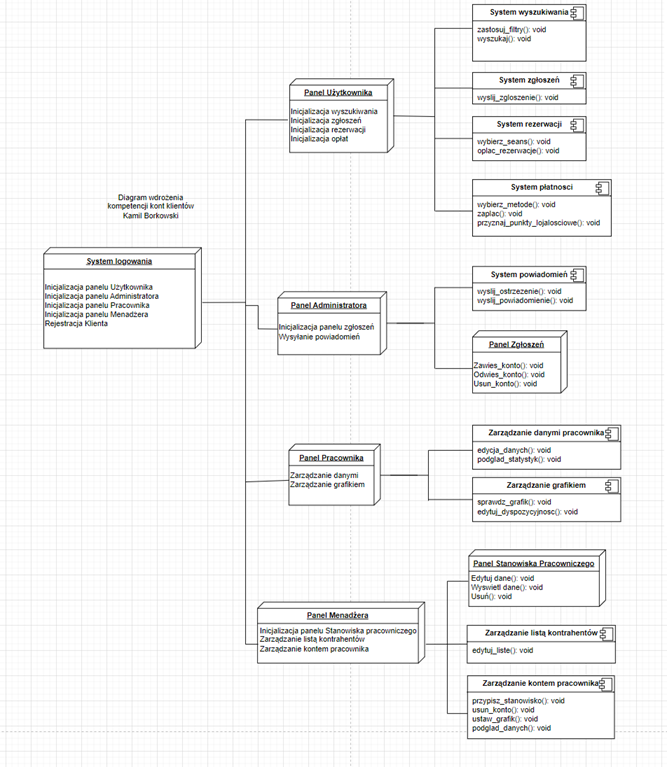 Diagram wdrożenia
kompetencji kont klientów
Kamil Borkowski
System logowania
Inicjalizacja panelu Użytkownika
Inicjalizacja panelu Administratora
Inicjalizacja panelu Pracownika
Inicjalizacja panelu Menadżera
Rejestracja Klienta
Panel Użytkownika
Inicjalizacja wyszukiwania
Inicjalizacja zgłoszeń
Inicjalizacja rezerwacji
Inicjalizacja opłat
System wyszukiwania
zastosuj_filtry(): void
wyszukaj(): void
System zgłoszeń
wyslij_zgloszenie(): void
System rezerwacji
wybierz_seans(): void
oplac_rezerwacje(): void
System płatnosci
wybierz_metode(): void
zaplac(): void
przyznaj_punkty_lojalosciowe(): void
Panel Administratora
Inicjalizacja panelu zgłoszeń
Wysyłanie powiadomień
System powiadomień
wyslij_ostrzezenie(): void
wyslij_powiadomienie(): void
Panel Zgłoszeń
Zawies_konto(): void
Odwies_konto(): void
Usun_konto(): void
Panel Pracownika
Zarządzanie danymi
Zarządzanie grafikiem
Zarządzanie danymi pracownika
edycja_danych(): void
podglad_statystyk(): void
Zarządzanie grafikiem
sprawdz_grafik(): void
edytuj_dyspozycyjnosc(): void
Panel Menadżera
Inicjalizacja panelu Stanowiska pracowniczego
Zarządzanie listą kontrahentów
Zarządzanie kontem pracownika
Panel Stanowiska Pracowniczego
Edytuj dane(): void
Wyswietl dane(): void
Usuń(): void
Zarządzanie listą kontrahentów
edytuj_liste(): void
Zarządzanie kontem pracownika
przypisz_stanowisko(): void
usun_konto(): void
ustaw_grafik(): void
podglad_danych(): void